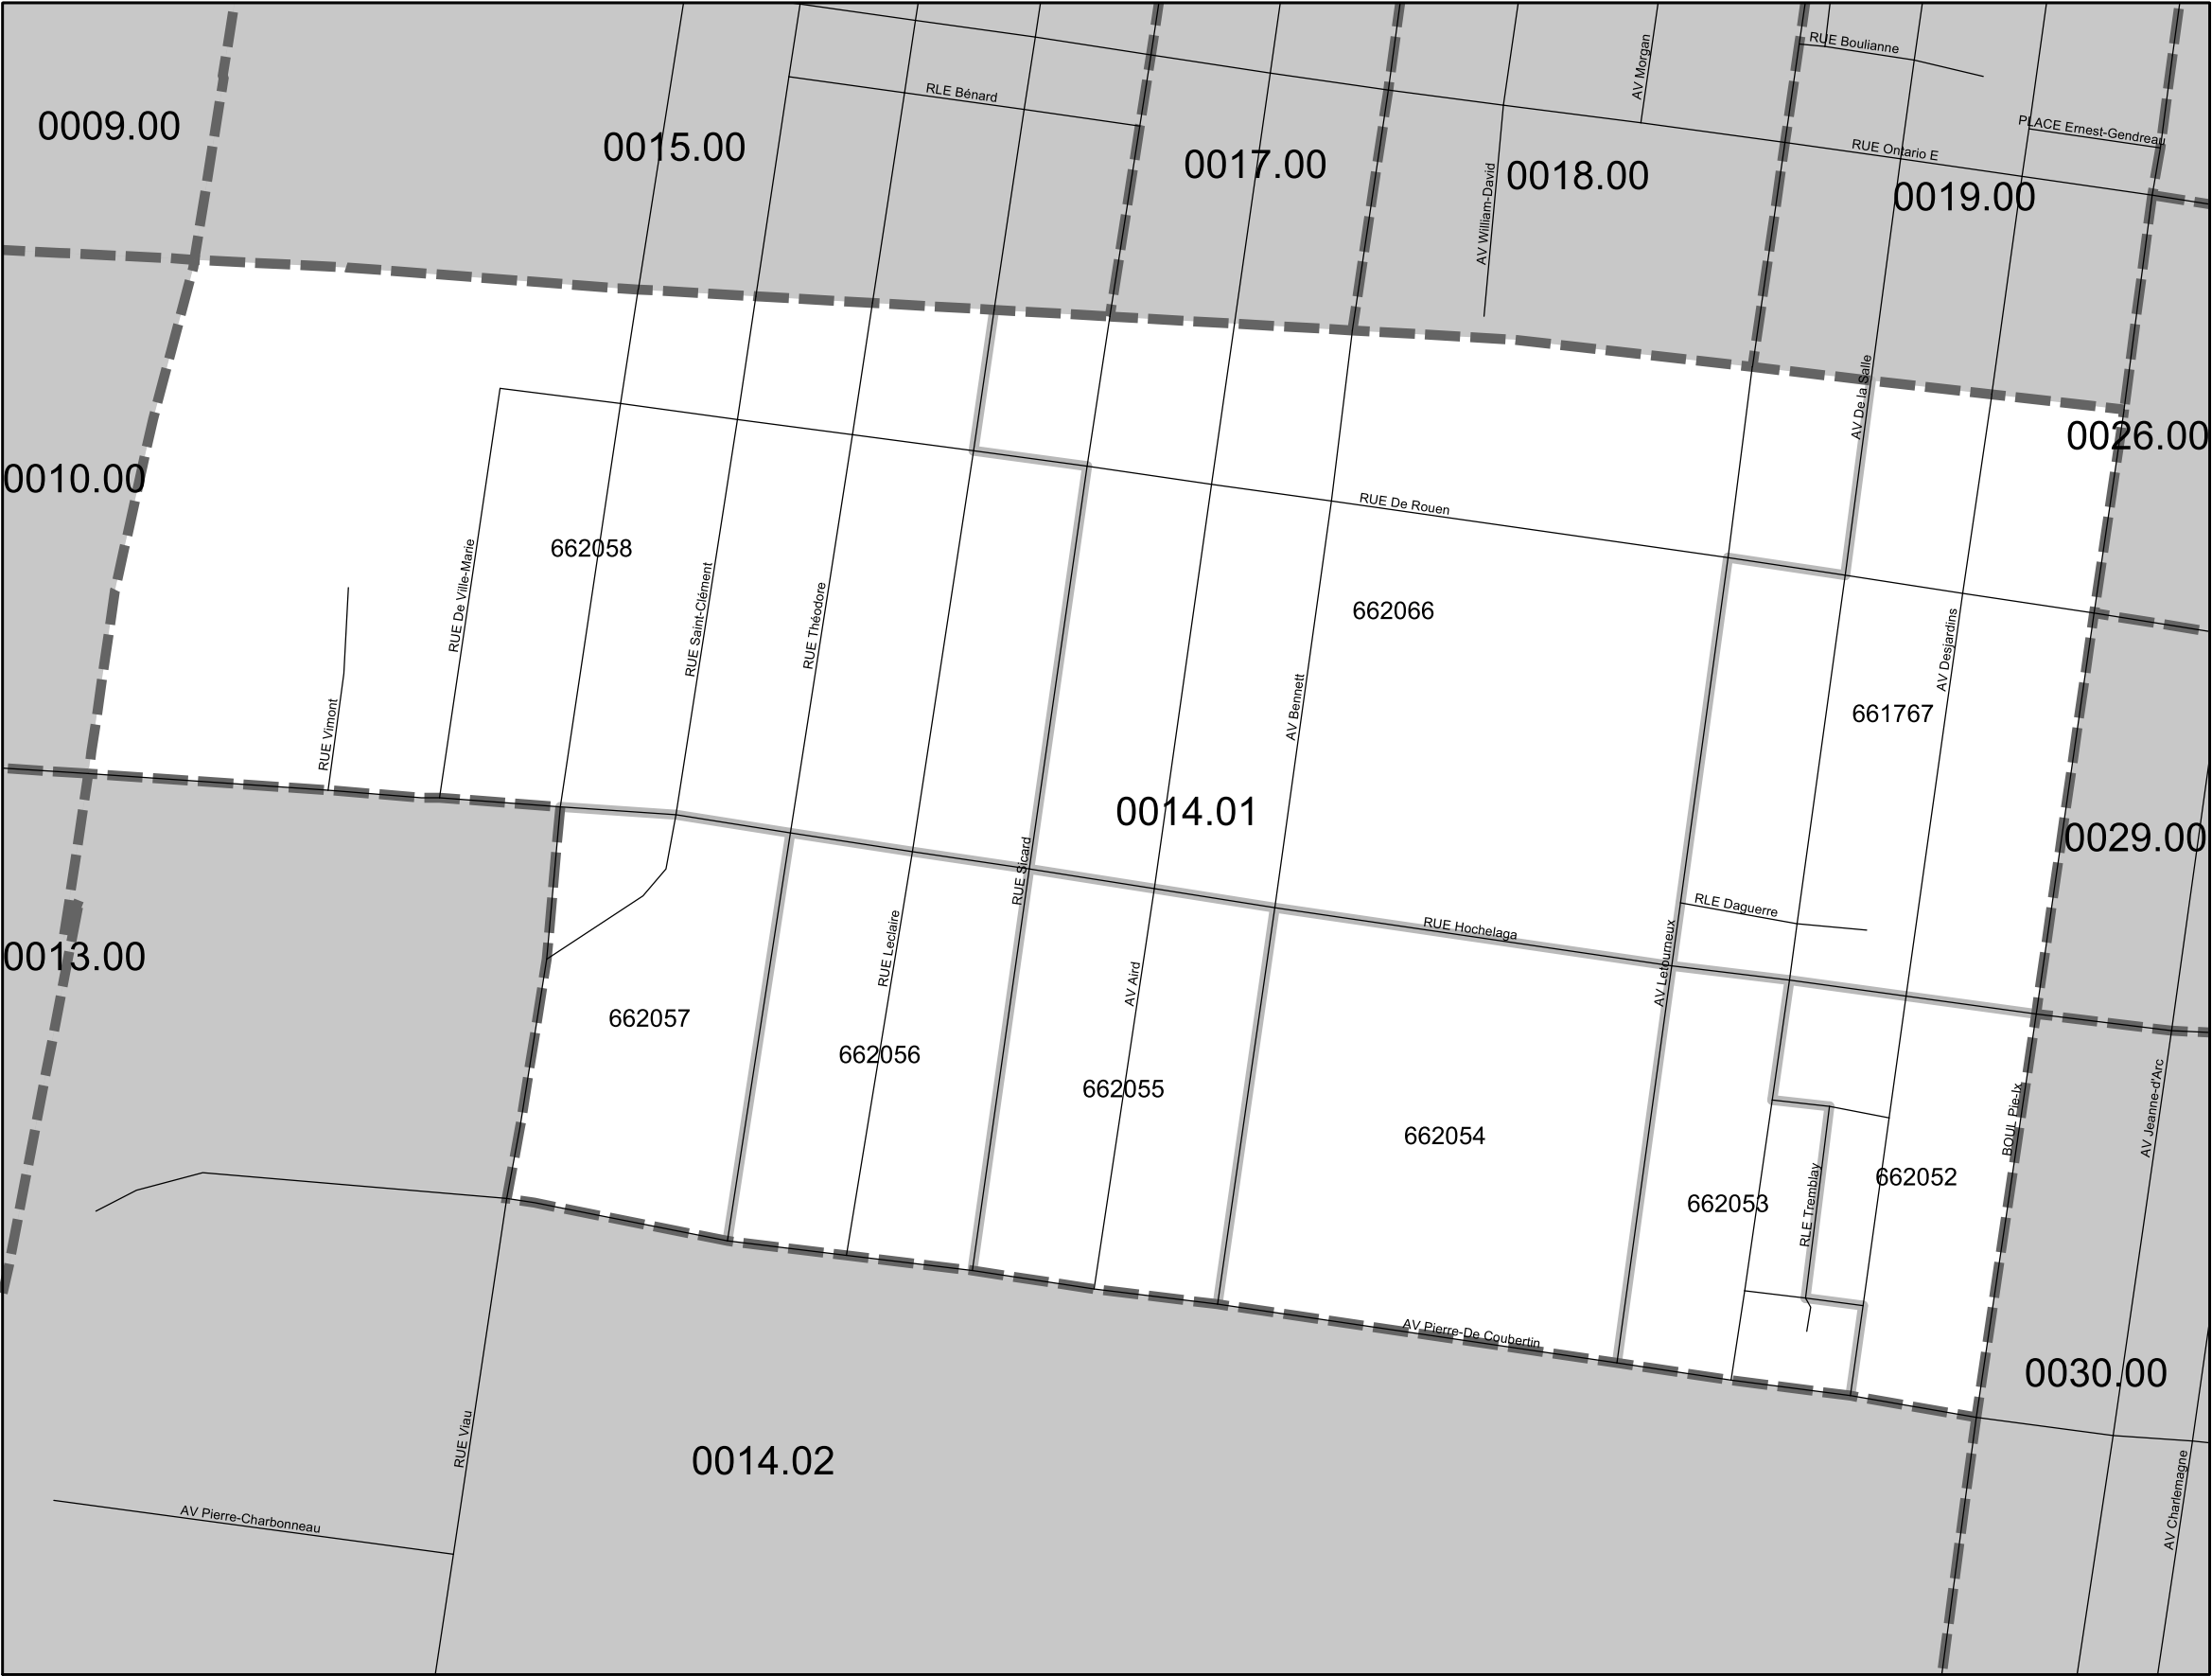 RUE Boulianne
AV Morgan
RLE Bénard
0009.00
PLACE Ernest-Gendreau
0015.00
RUE Ontario E
0017.00
0018.00
0019.00
AV William-David
AV De la Salle
0026.00
0010.00
RUE De Rouen
662058
RUE De Ville-Marie
RUE Saint-Clément
RUE Théodore
662066
AV Desjardins
AV Bennett
661767
RUE Vimont
0014.01
0029.00
RUE Sicard
RLE Daguerre
RUE Hochelaga
0013.00
RUE Leclaire
AV Aird
AV Letourneux
662057
662056
662055
BOUL Pie-Ix
AV Jeanne-d'Arc
662054
662052
662053
RLE Tremblay
AV Pierre-De Coubertin
0030.00
RUE Viau
0014.02
AV Charlemagne
AV Pierre-Charbonneau